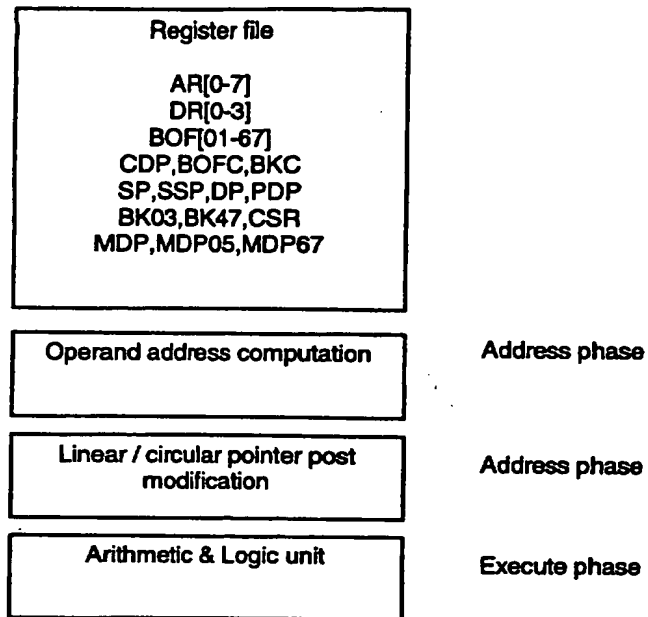 Register file
AR[0-7]
DR[0-3]
BOF[01-67]
CDP,BOFC,BKC
SP,SSP,DP,PDP
BK03,BK47,CSR
MDP,MDP05,MDP67
Operand address computation
Address phase
Linear / circular pointer post
modification
Address phase
Arithmetic & Logic unit
Execute phase